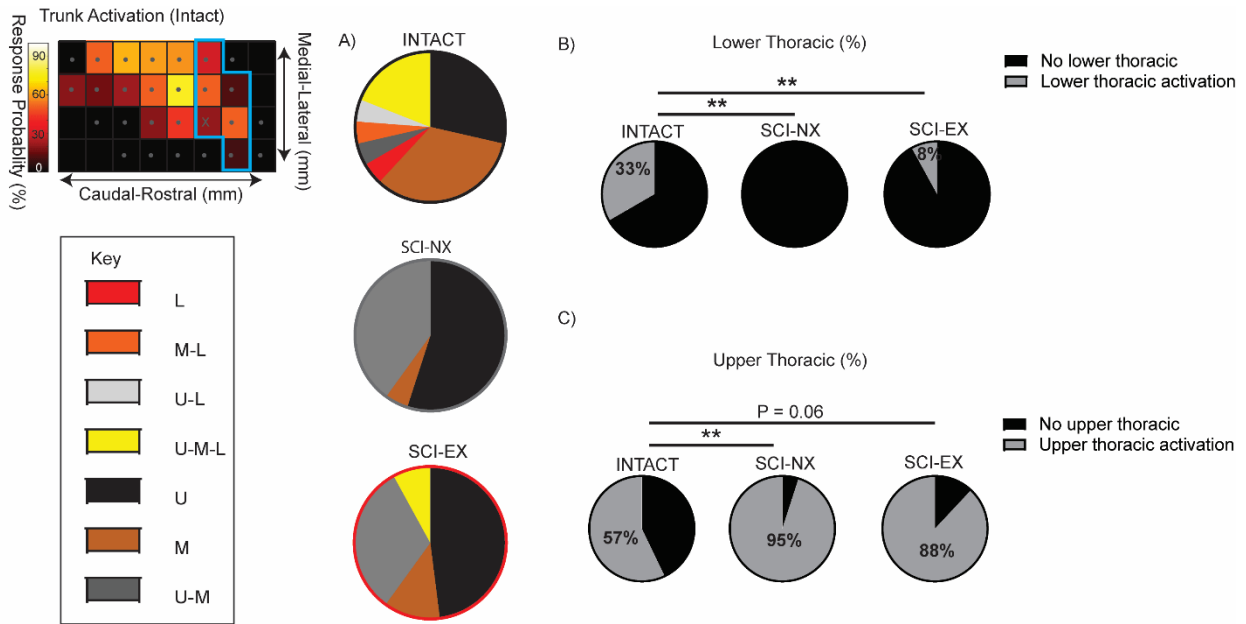 Trunk Activation (Intact)
Response Probablity (%)
90
60
30
0
X
Medial-Lateral (mm)
Caudal-Rostral (mm)
Key
L
M-L
U-L
U-M-L
U
M
U-M
A)
INTACT
SCI-NX
SCI-EX
B)
Lower Thoracic (%)
No lower thoracic
Lower thoracic activation
**
**
INTACT
SCI-NX
SCI-EX
33%
8%
C)
Upper Thoracic (%)
No upper thoracic
Upper thoracic activation
P = 0.06
**
INTACT
SCI-NX
SCI-EX
57%
95%
88%